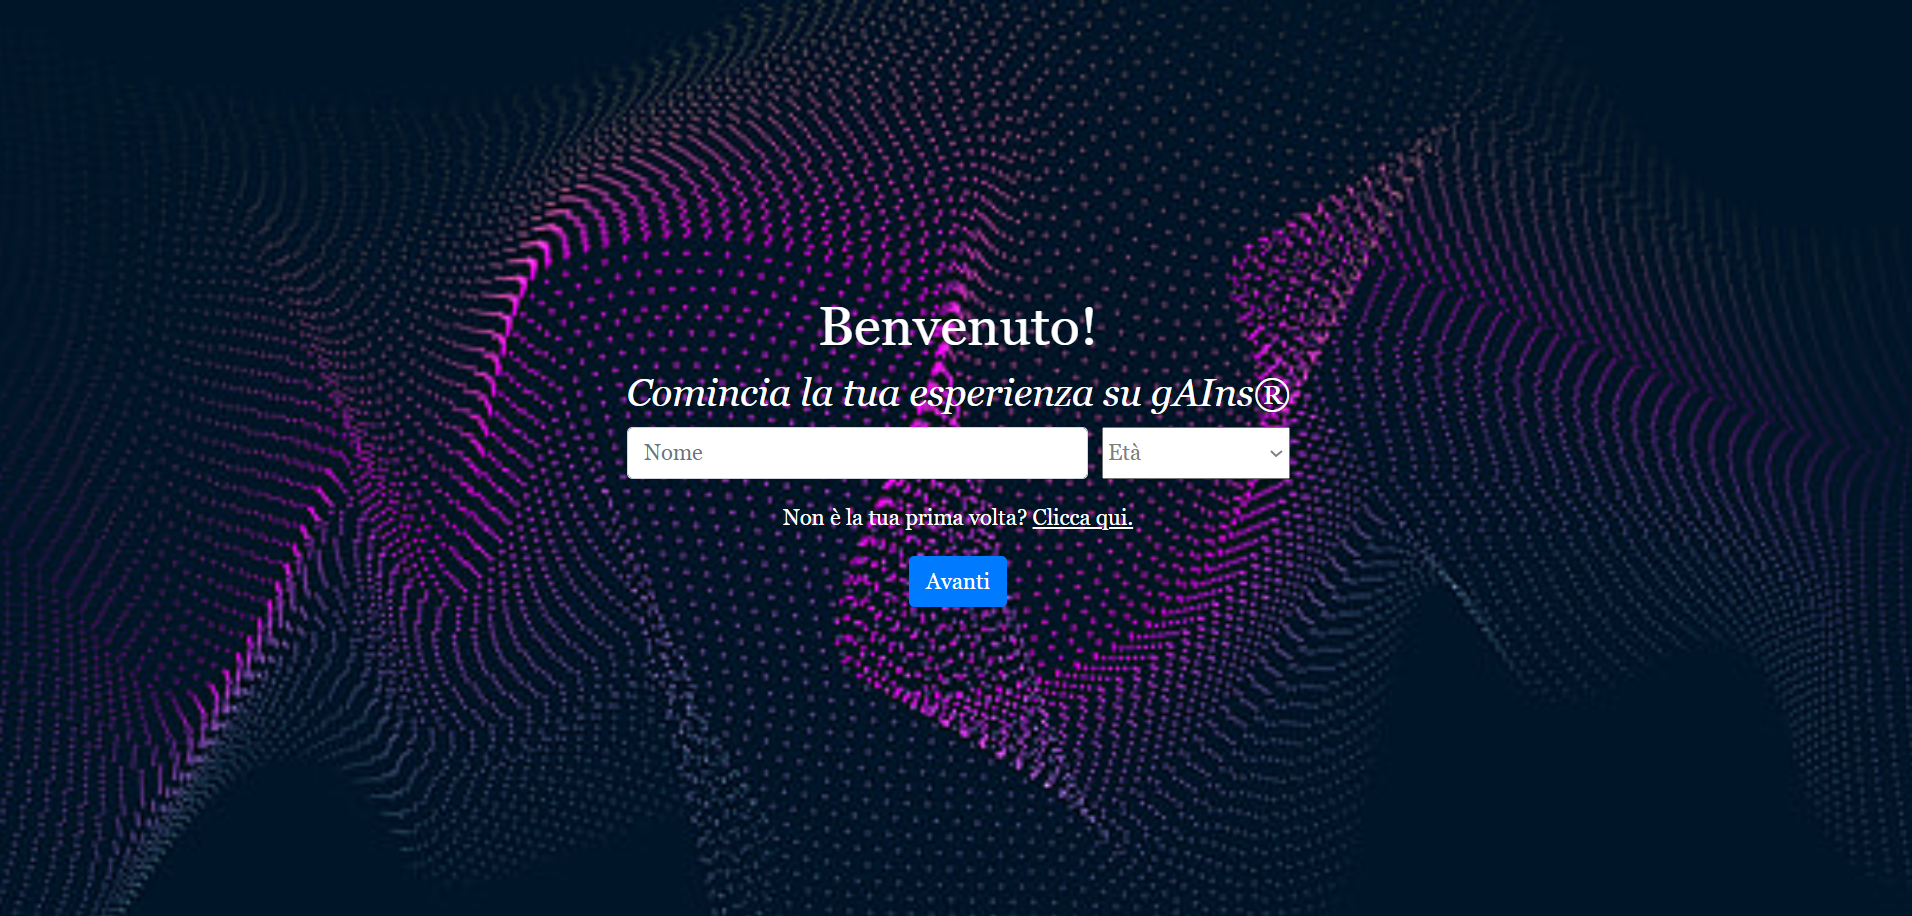 Benvenuto!
Comincia la tua esperienza su gAIns®
Nome Età
Non è la tua prima volta? Clicca qui.
Avanti